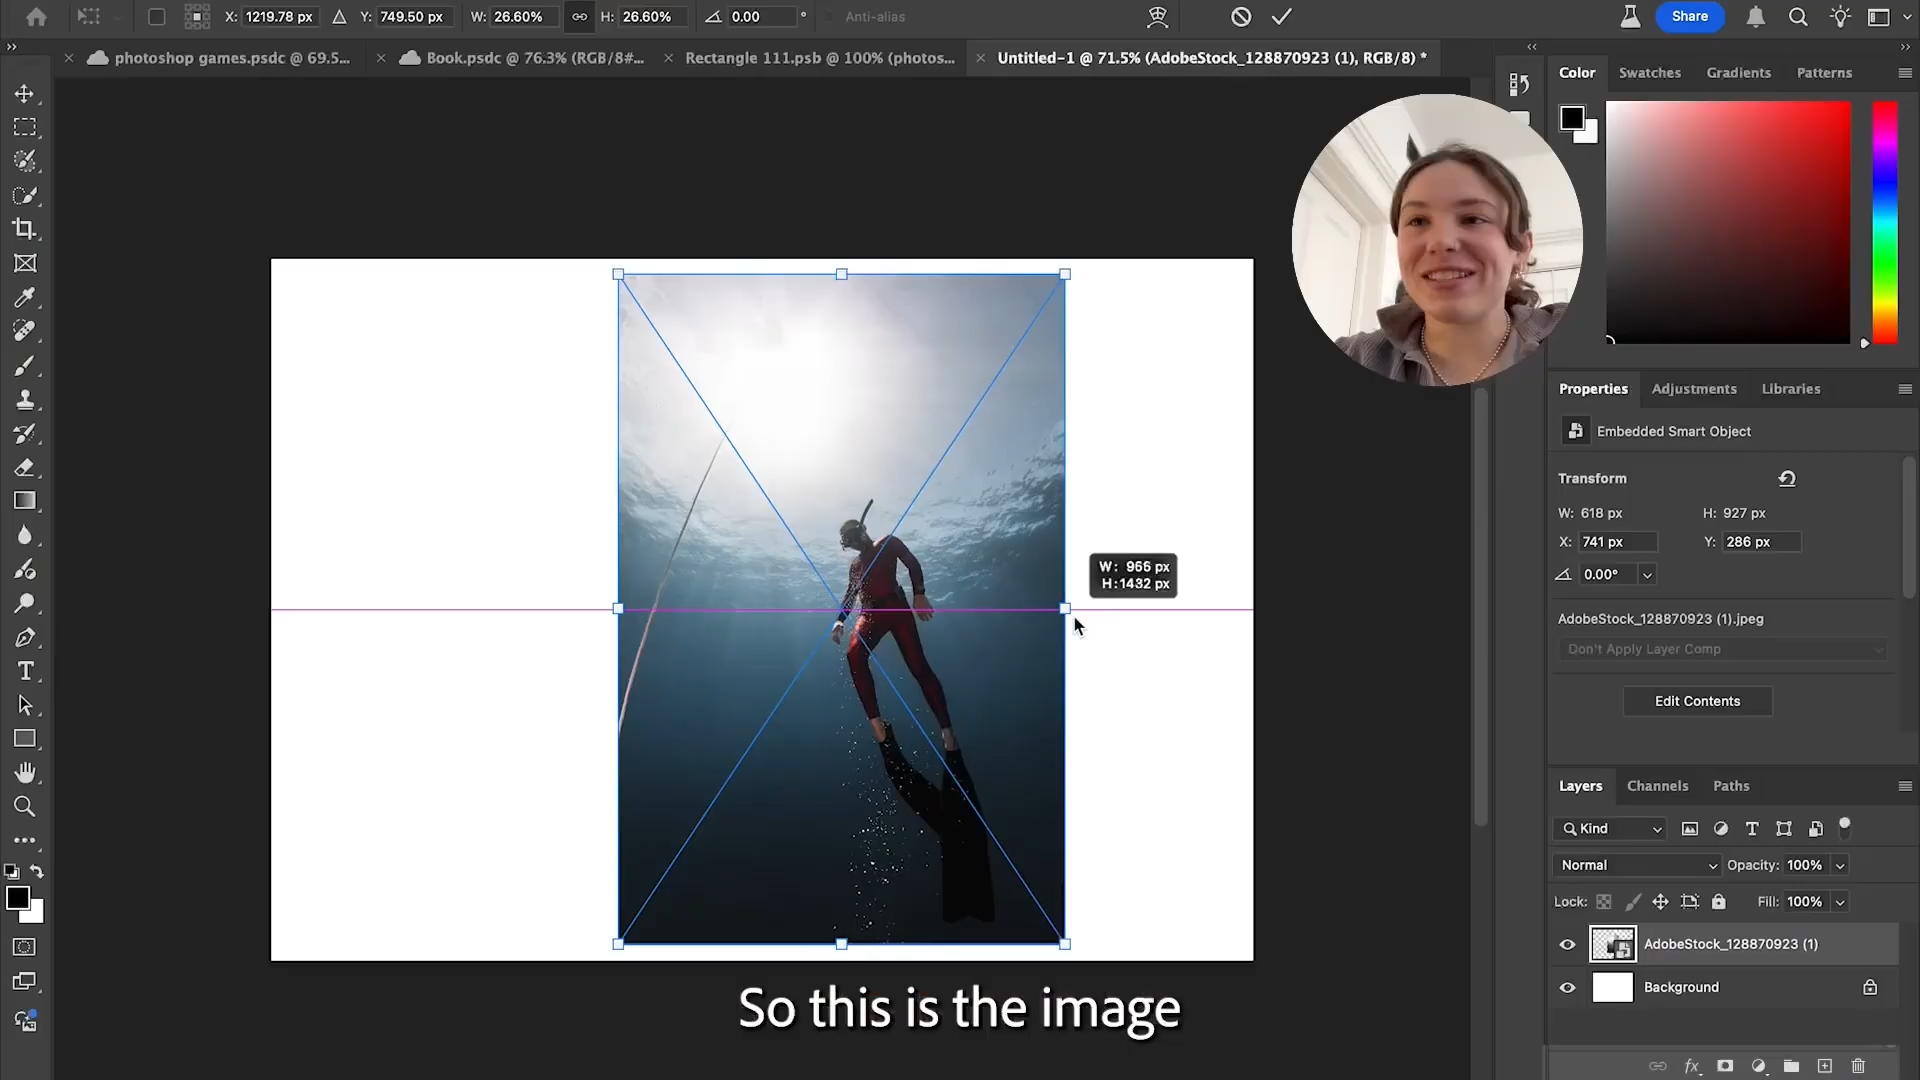 X: 1219.78 px Y: 749.50 px W: 26.60% H: 26.60% 0.00 ° Anti-alias Share
photoshop games.psdc @ 69.5... Book.psdc @ 76.3% (RGB/8#... Rectangle 111.psb @ 100% (photos... Untitled-1 @ 71.5% (AdobeStock_128870923 (1), RGB/8) *
Color Swatches Gradients Patterns
Properties Adjustments Libraries
Embedded Smart Object
Transform
W: 618 px H: 927 px
X: 741 px Y: 286 px
0.00°
W: 966 px
H: 1432 px
AdobeStock_128870923 (1).jpeg
Don't Apply Layer Comp
Edit Contents
Layers Channels Paths
Kind
Normal Opacity: 100%
Lock: Fill: 100%
AdobeStock_128870923 (1)
Background
So this is the image